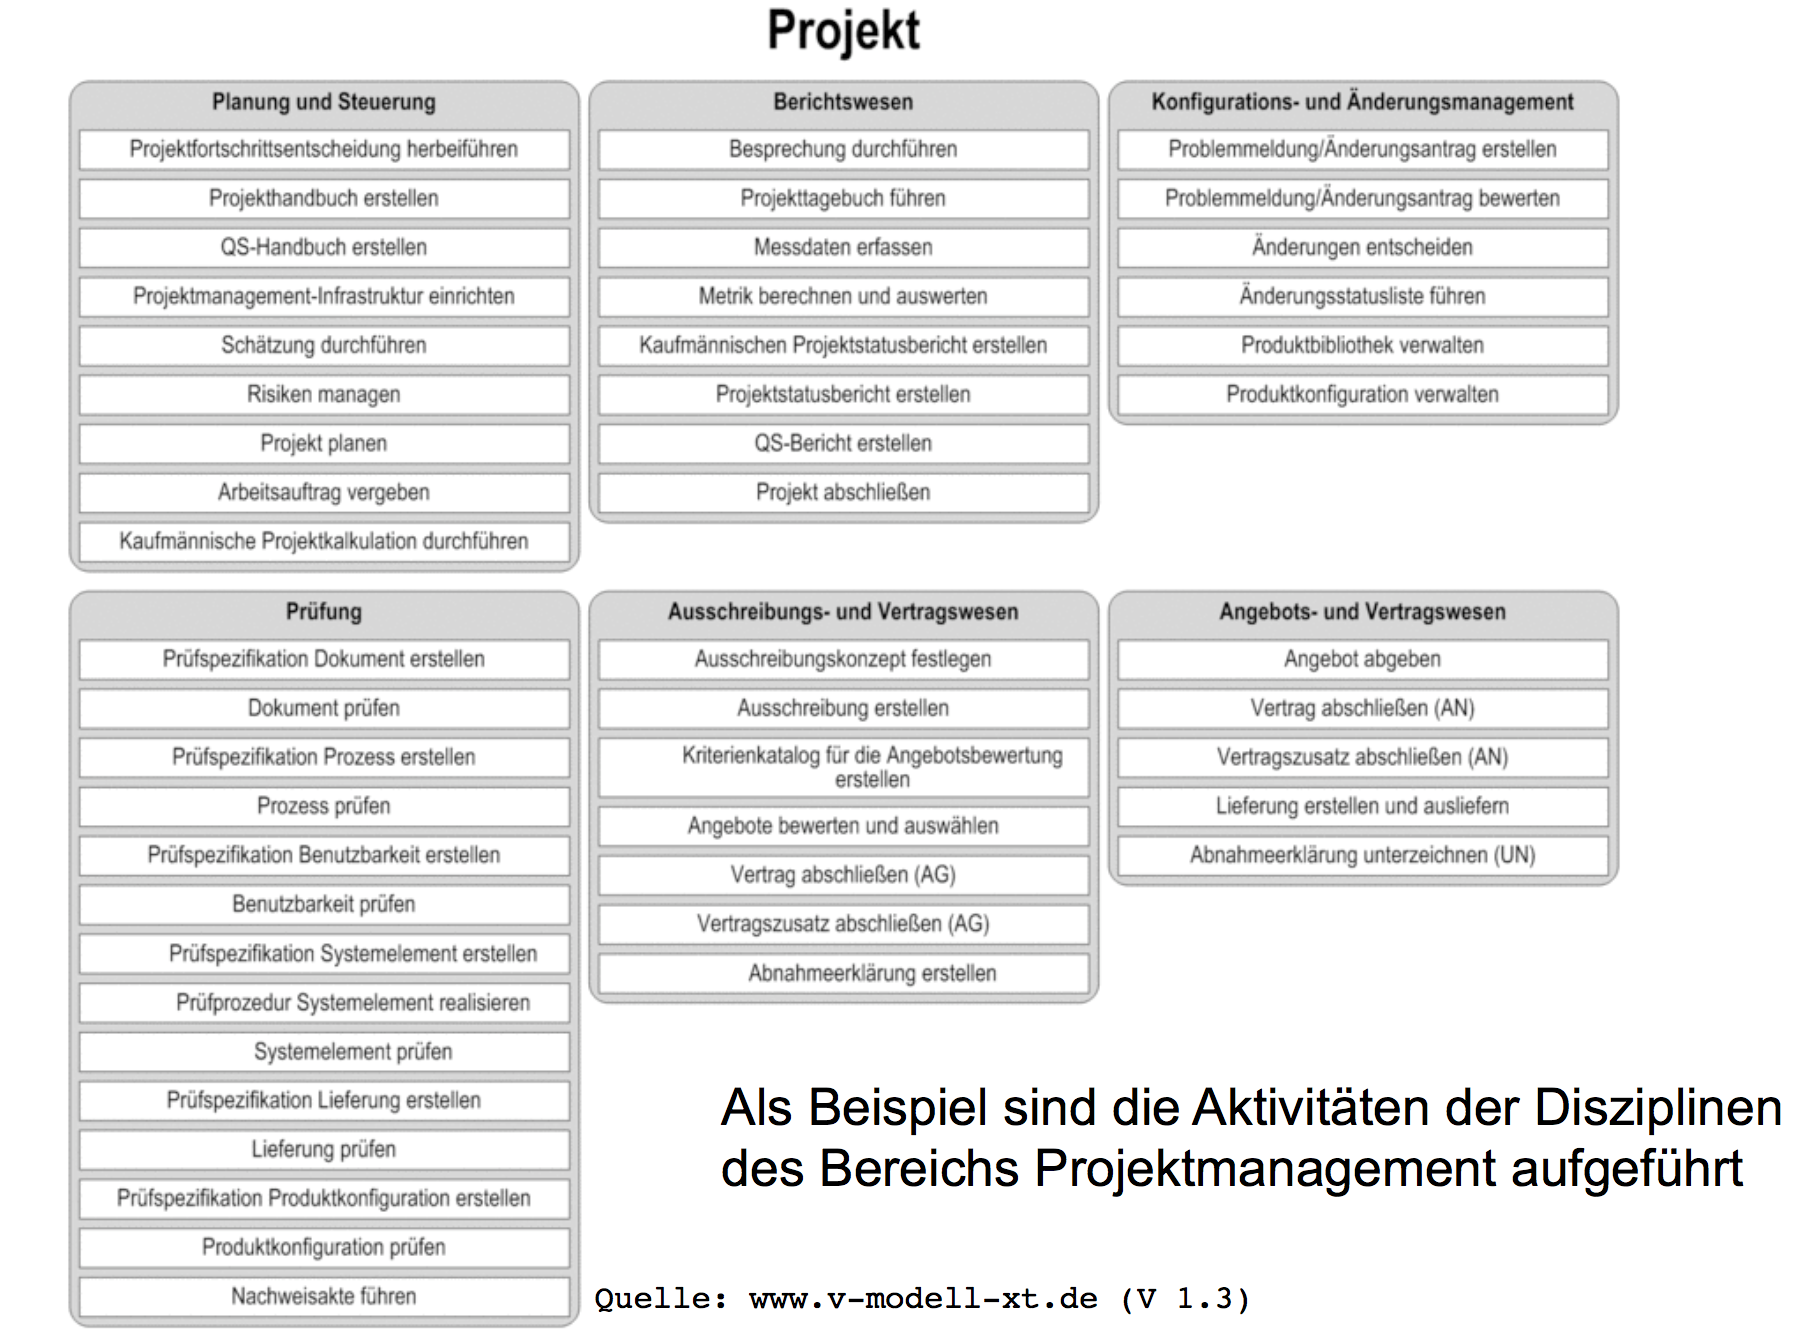 Projekt
Planung und Steuerung
Projektfortschrittsentscheidung herbeiführen
Projekthandbuch erstellen
QS-Handbuch erstellen
Projektmanagement-Infrastruktur einrichten
Schätzung durchführen
Risiken managen
Projekt planen
Arbeitsauftrag vergeben
Kaufmännische Projektkalkulation durchführen
Berichtswesen
Besprechung durchführen
Projekttagebuch führen
Messdaten erfassen
Metrik berechnen und auswerten
Kaufmännischen Projektstatusbericht erstellen
Projektstatusbericht erstellen
QS-Bericht erstellen
Projekt abschließen
Konfigurations- und Änderungsmanagement
Problemmeldung/Änderungsantrag erstellen
Problemmeldung/Änderungsantrag bewerten
Änderungen entscheiden
Änderungsstatusliste führen
Produktbibliothek verwalten
Produktkonfiguration verwalten
Prüfung
Prüfspezifikation Dokument erstellen
Dokument prüfen
Prüfspezifikation Prozess erstellen
Prozess prüfen
Prüfspezifikation Benutzbarkeit erstellen
Benutzbarkeit prüfen
Prüfspezifikation Systemelement erstellen
Prüfprozedur Systemelement realisieren
Systemelement prüfen
Prüfspezifikation Lieferung erstellen
Lieferung prüfen
Prüfspezifikation Produktkonfiguration erstellen
Produktkonfiguration prüfen
Nachweisakte führen
Ausschreibungs- und Vertragswesen
Ausschreibungskonzept festlegen
Ausschreibung erstellen
Kriterienkatalog für die Angebotsbewertung
erstellen
Angebote bewerten und auswählen
Vertrag abschließen (AG)
Vertragszusatz abschließen (AG)
Abnahmeerklärung erstellen
Angebots- und Vertragswesen
Angebot abgeben
Vertrag abschließen (AN)
Vertragszusatz abschließen (AN)
Lieferung erstellen und ausliefern
Abnahmeerklärung unterzeichnen (UN)
Als Beispiel sind die Aktivitäten der Disziplinen
des Bereichs Projektmanagement aufgeführt
Quelle: www.v-modell-xt.de (V 1.3)